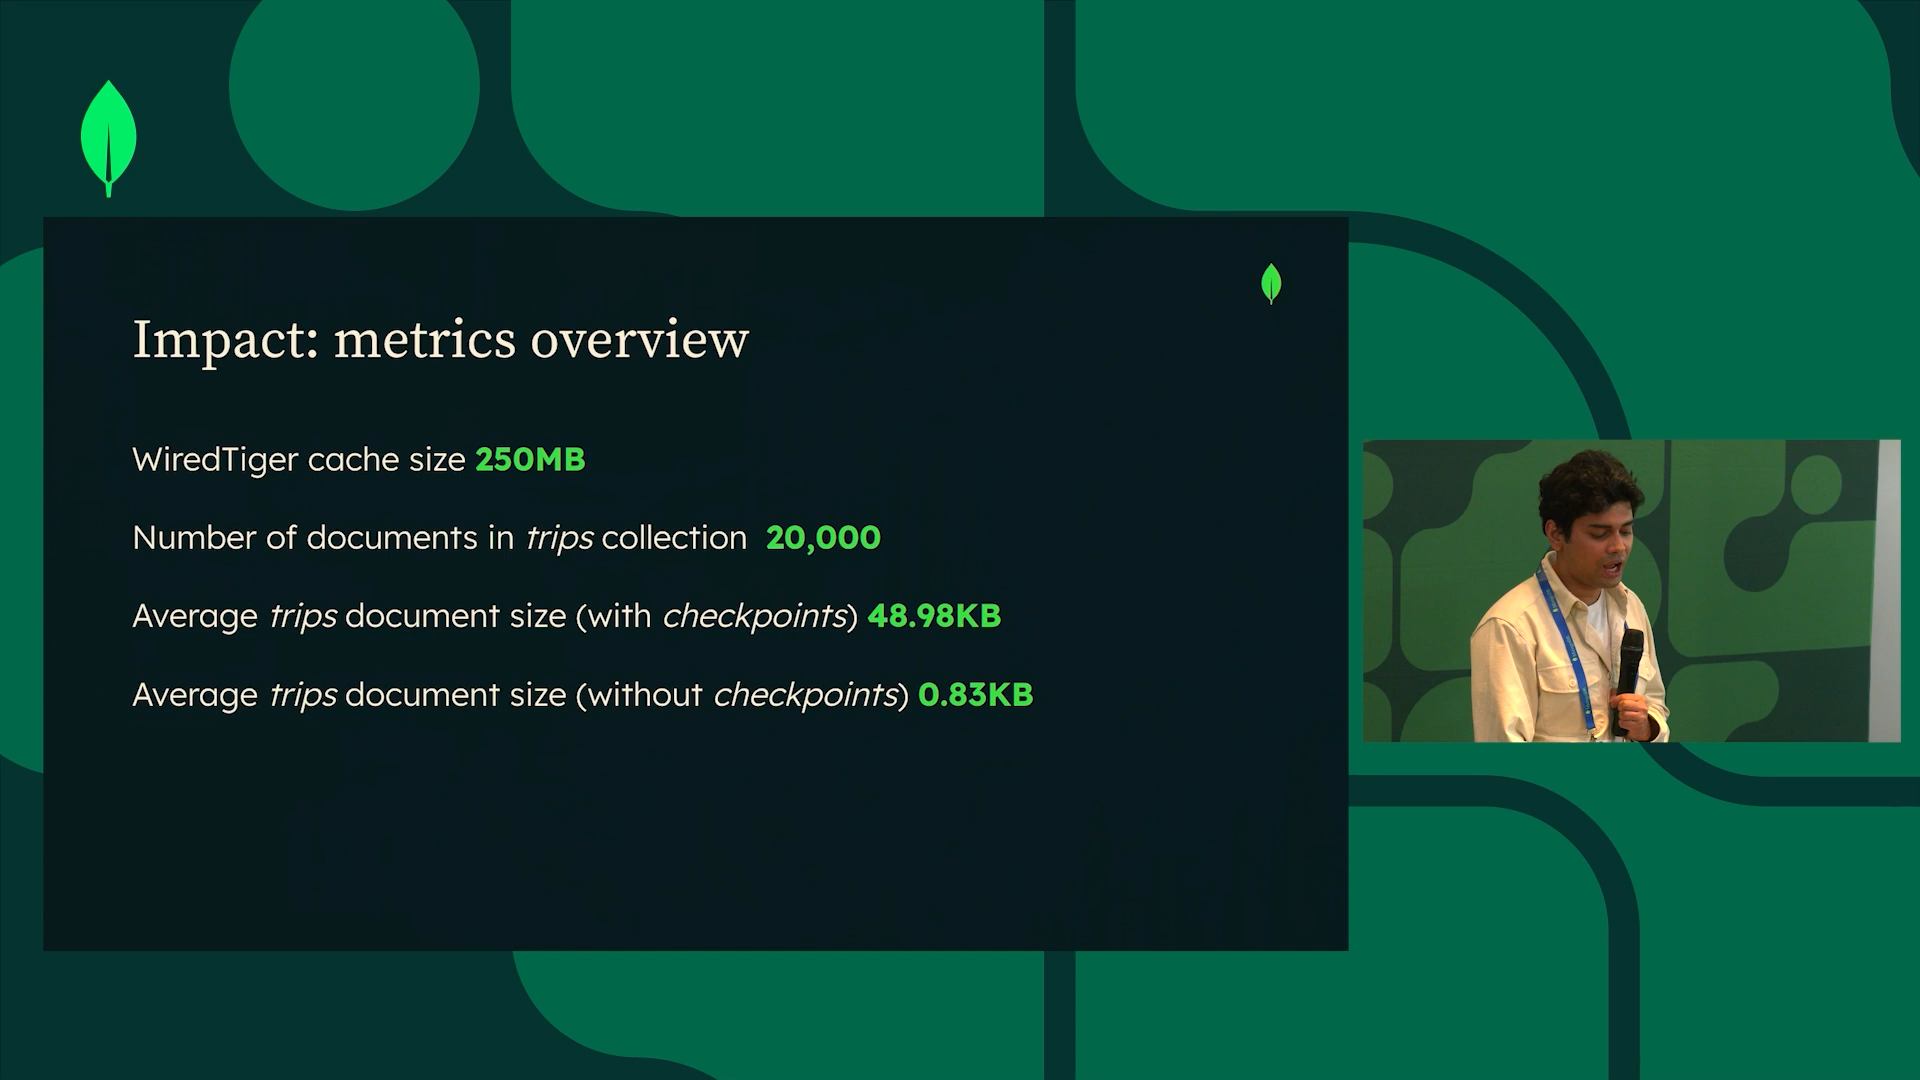 Impact: metrics overview
WiredTiger cache size 250MB
Number of documents in trips collection 20,000
Average trips document size (with checkpoints) 48.98KB
Average trips document size (without checkpoints) 0.83KB